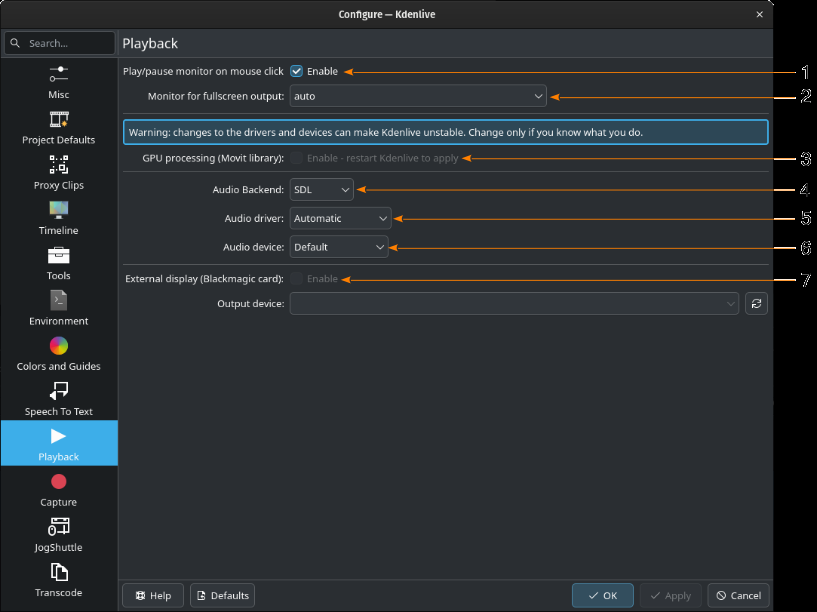 Configure — Kdenlive
Search...
Playback
Misc
Project Defaults
Proxy Clips
Timeline
Tools
Environment
Colors and Guides
Speech To Text
Playback
Capture
JogShuttle
Transcode
Play/pause monitor on mouse click Enable 1
Monitor for fullscreen output: auto 2
Warning: changes to the drivers and devices can make Kdenlive unstable. Change only if you know what you do.
GPU processing (Movit library): Enable - restart Kdenlive to apply 3
Audio Backend: SDL 4
Audio driver: Automatic 5
Audio device: Default 6
External display (Blackmagic card): Enable 7
Output device:
Help Defaults OK Apply Cancel